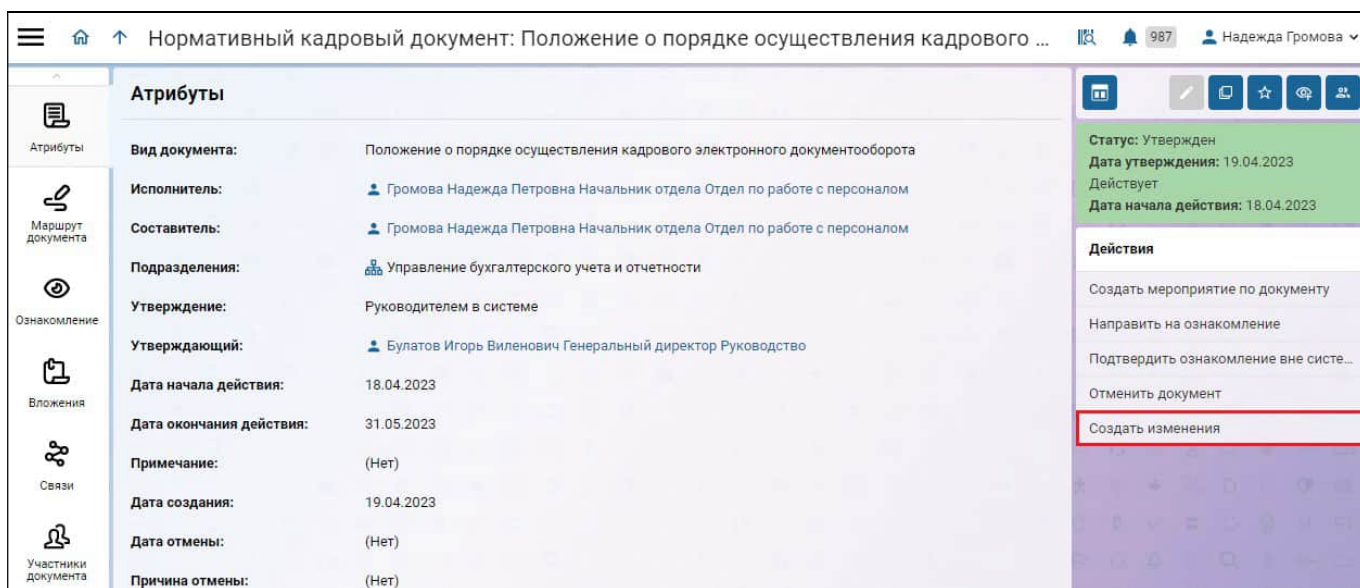 Нормативный кадровый документ: Положение о порядке осуществления кадрового ...
987
Надежда Громова
Атрибуты
Маршрут
документа
Ознакомление
Вложения
Связи
Участники
документа
Атрибуты
Вид документа: Положение о порядке осуществления кадрового электронного документооборота
Исполнитель: Громова Надежда Петровна Начальник отдела Отдел по работе с персоналом
Составитель: Громова Надежда Петровна Начальник отдела Отдел по работе с персоналом
Подразделения: Управление бухгалтерского учета и отчетности
Утверждение: Руководителем в системе
Утверждающий: Булатов Игорь Виленович Генеральный директор Руководство
Дата начала действия: 18.04.2023
Дата окончания действия: 31.05.2023
Примечание: (Нет)
Дата создания: 19.04.2023
Дата отмены: (Нет)
Причина отмены: (Нет)
Статус: Утвержден
Дата утверждения: 19.04.2023
Действует
Дата начала действия: 18.04.2023
Действия
Создать мероприятие по документу
Направить на ознакомление
Подтвердить ознакомление вне систе...
Отменить документ
Создать изменения